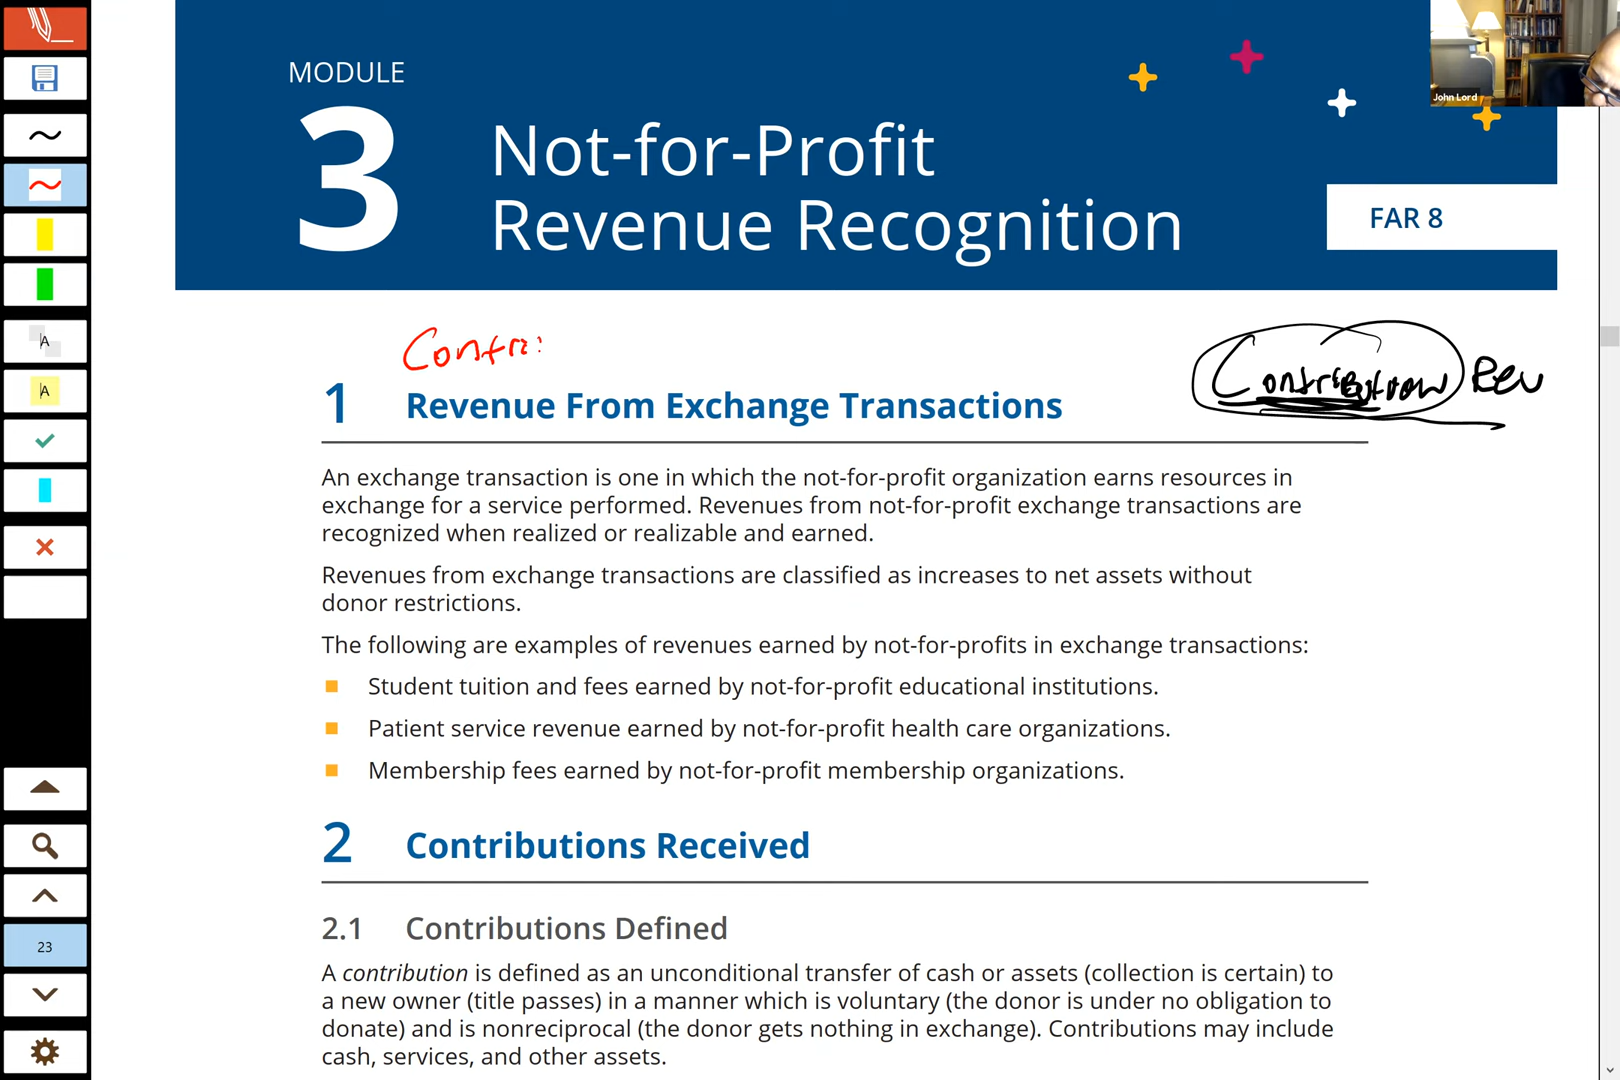 MODULE
3
Not-for-Profit
Revenue Recognition
FAR 8
John Lord
Contri
Contribution Rev
1 Revenue From Exchange Transactions
An exchange transaction is one in which the not-for-profit organization earns resources in
exchange for a service performed. Revenues from not-for-profit exchange transactions are
recognized when realized or realizable and earned.
Revenues from exchange transactions are classified as increases to net assets without
donor restrictions.
The following are examples of revenues earned by not-for-profits in exchange transactions:
Student tuition and fees earned by not-for-profit educational institutions.
Patient service revenue earned by not-for-profit health care organizations.
Membership fees earned by not-for-profit membership organizations.
2 Contributions Received
2.1 Contributions Defined
A contribution is defined as an unconditional transfer of cash or assets (collection is certain) to
a new owner (title passes) in a manner which is voluntary (the donor is under no obligation to
donate) and is nonreciprocal (the donor gets nothing in exchange). Contributions may include
cash, services, and other assets.
A
A
23